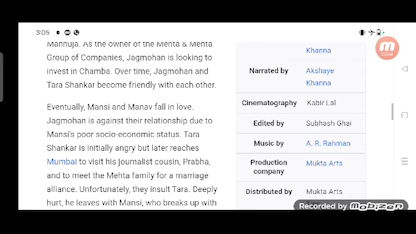 3:05
Manhuja. As the owner of the Mehta & Mehta
Group of Companies, Jagmohan is looking to
invest in Chamba. Over time, Jagmohan and
Tara Shankar become friendly with each other.
Eventually, Mansi and Manav fall in love.
Jagmohan is against their relationship due to
Mansi's poor socio-economic status. Tara
Shankar is initially angry but later reaches
Mumbai to visit his journalist cousin, Prabha,
and to meet the Mehta family for a marriage
alliance. Unfortunately, they insult Tara. Deeply
hurt, he leaves with Mansi, who breaks up with
Khanna
Narrated by Akshaye
Khanna
Cinematography Kabir Lal
Edited by Subhash Ghai
Music by A. R. Rahman
Production Mukta Arts
company
Distributed by Mukta Arts
Recorded by Mobizen